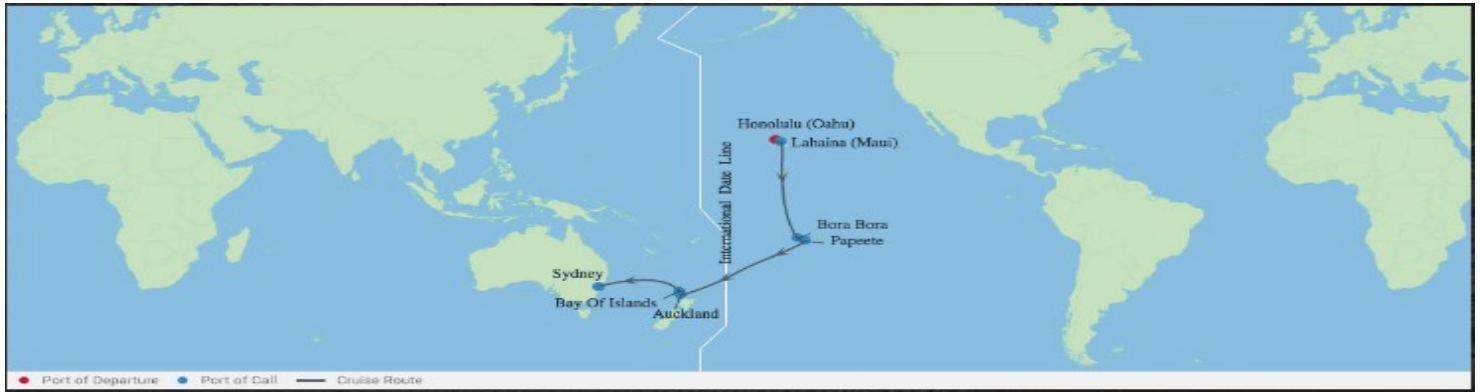 Honolulu (Oahu)
Lahaina (Maui)
International Date Line
Bora Bora
Papeete
Sydney
Bay Of Islands
Auckland
Port of Departure
Port of Call
Cruise Route